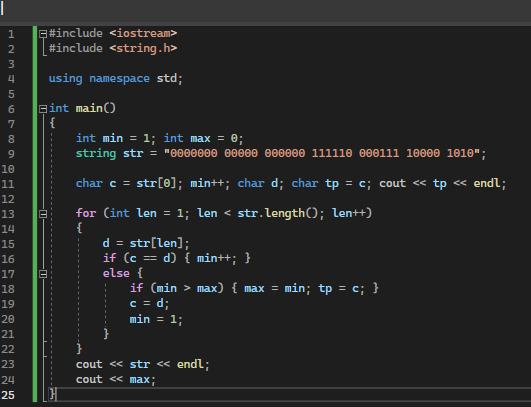 1 #include <iostream>
2 #include <string.h>
3
4 using namespace std;
5
6 int main()
7 {
8 int min = 1; int max = 0;
9 string str = "0000000 00000 000000 111110 000111 10000 1010";
10
11 char c = str[0]; min++; char d; char tp = c; cout << tp << endl;
12
13 for (int len = 1; len < str.length(); len++)
14 {
15 d = str[len];
16 if (c == d) { min++; }
17 else {
18 if (min > max) { max = min; tp = c; }
19 c = d;
20 min = 1;
21 }
22 }
23 cout << str << endl;
24 cout << max;
25 }